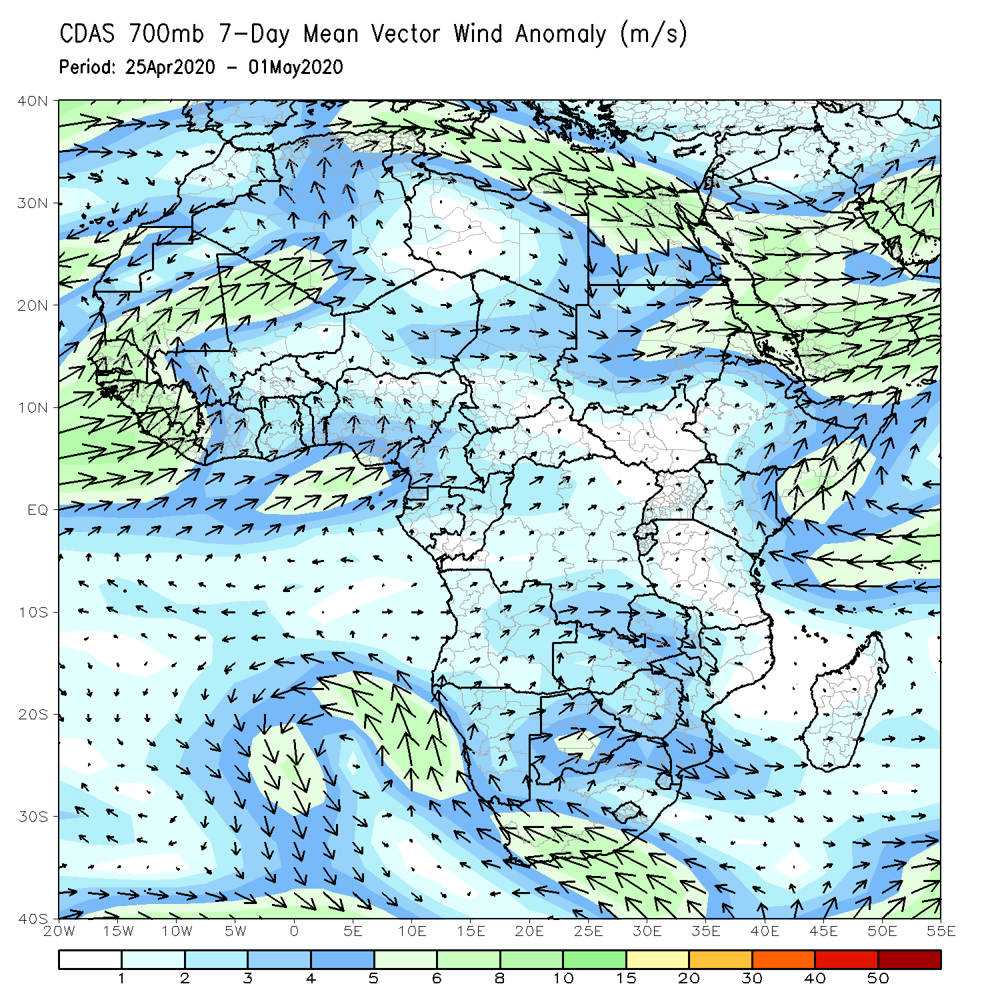 CDAS 700mb 7-Day Mean Vector Wind Anomaly (m/s)
Period: 25Apr2020 - 01May2020
40N
30N
20N
10N
EQ
10S
20S
30S
40S
20W 15W 10W 5W 0 5E 10E 15E 20E 25E 30E 35E 40E 45E 50E 55E
1 2 3 4 5 6 8 10 15 20 30 40 50